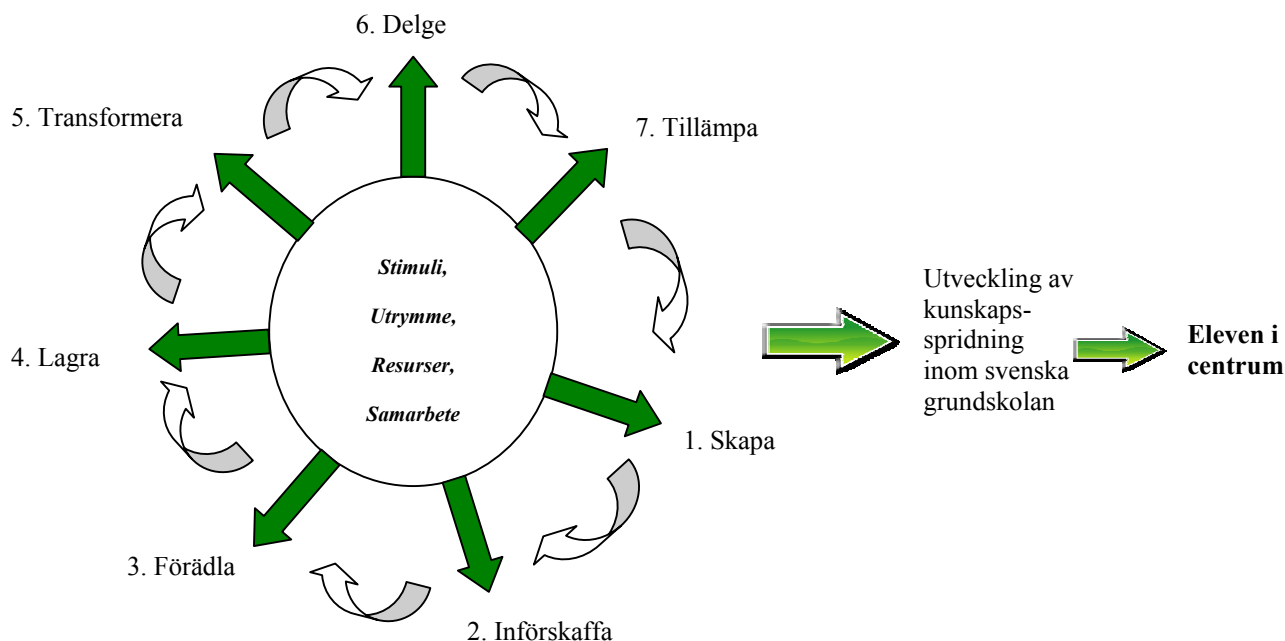 6. Delge
5. Transformera
7. Tillämpa
Stimuli,
Utrymme,
Resurser,
Samarbete
4. Lagra
1. Skapa
3. Förädla
2. Införskaffa
Utveckling av
kunskaps-
spridning
inom svenska
grundskolan
Eleven i
centrum